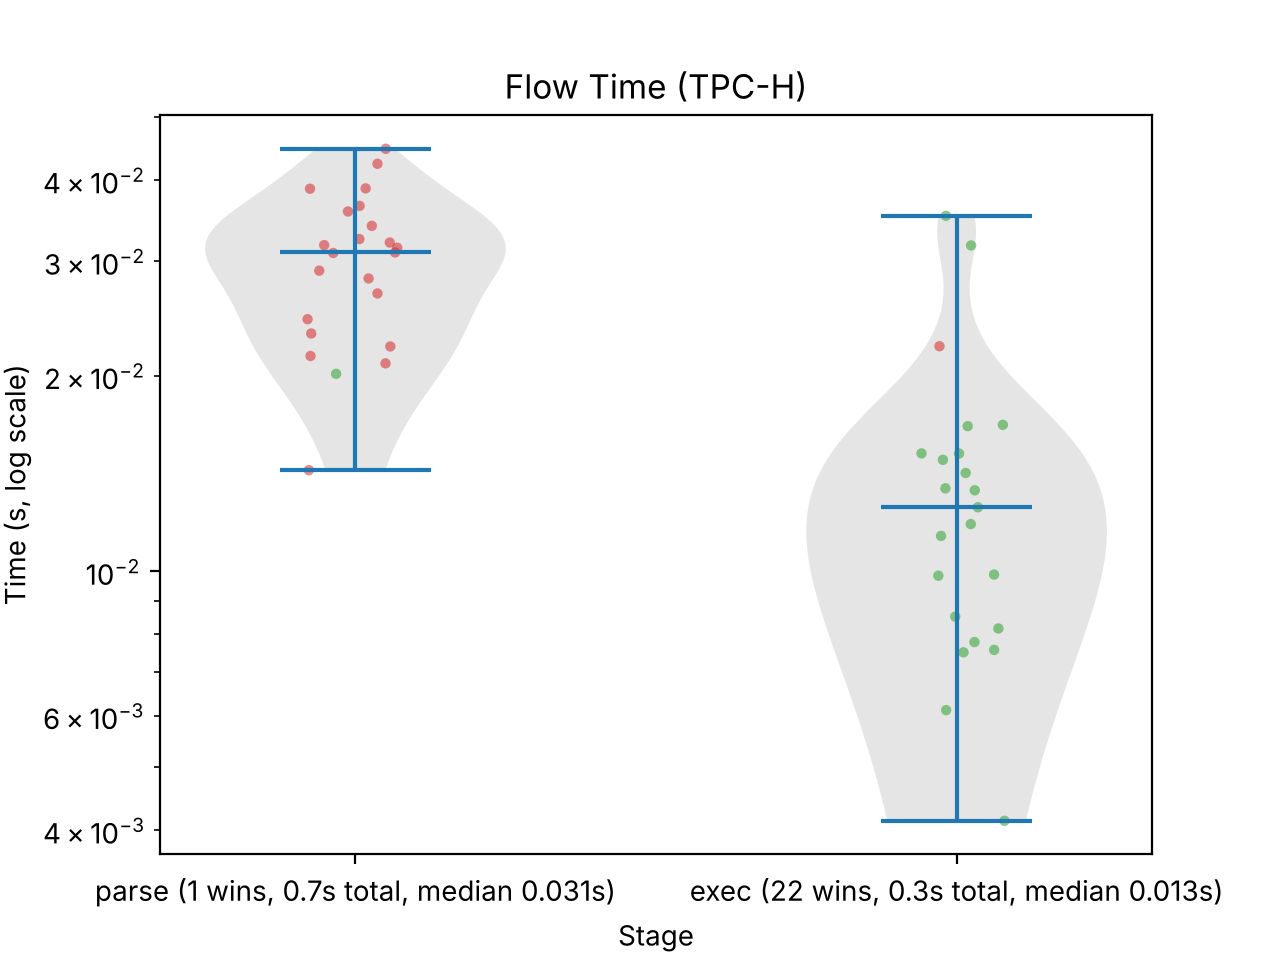 Flow Time (TPC-H)
Time (s, log scale)
4 × 10⁻²
3 × 10⁻²
2 × 10⁻²
10⁻²
6 × 10⁻³
4 × 10⁻³
parse (1 wins, 0.7s total, median 0.031s)
exec (22 wins, 0.3s total, median 0.013s)
Stage